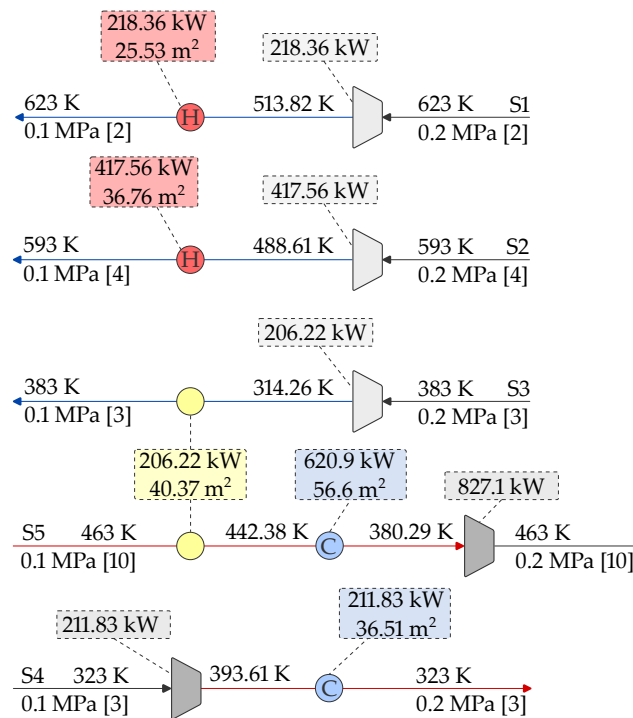 218.36 kW
25.53 m²
218.36 kW
623 K
513.82 K
623 K
S1
H
0.1 MPa [2]
0.2 MPa [2]
417.56 kW
36.76 m²
417.56 kW
593 K
488.61 K
593 K
S2
H
0.1 MPa [4]
0.2 MPa [4]
206.22 kW
383 K
314.26 K
383 K
S3
0.1 MPa [3]
0.2 MPa [3]
206.22 kW
40.37 m²
620.9 kW
56.6 m²
827.1 kW
S5
463 K
442.38 K
380.29 K
463 K
C
0.1 MPa [10]
0.2 MPa [10]
211.83 kW
211.83 kW
36.51 m²
S4
323 K
393.61 K
323 K
C
0.1 MPa [3]
0.2 MPa [3]